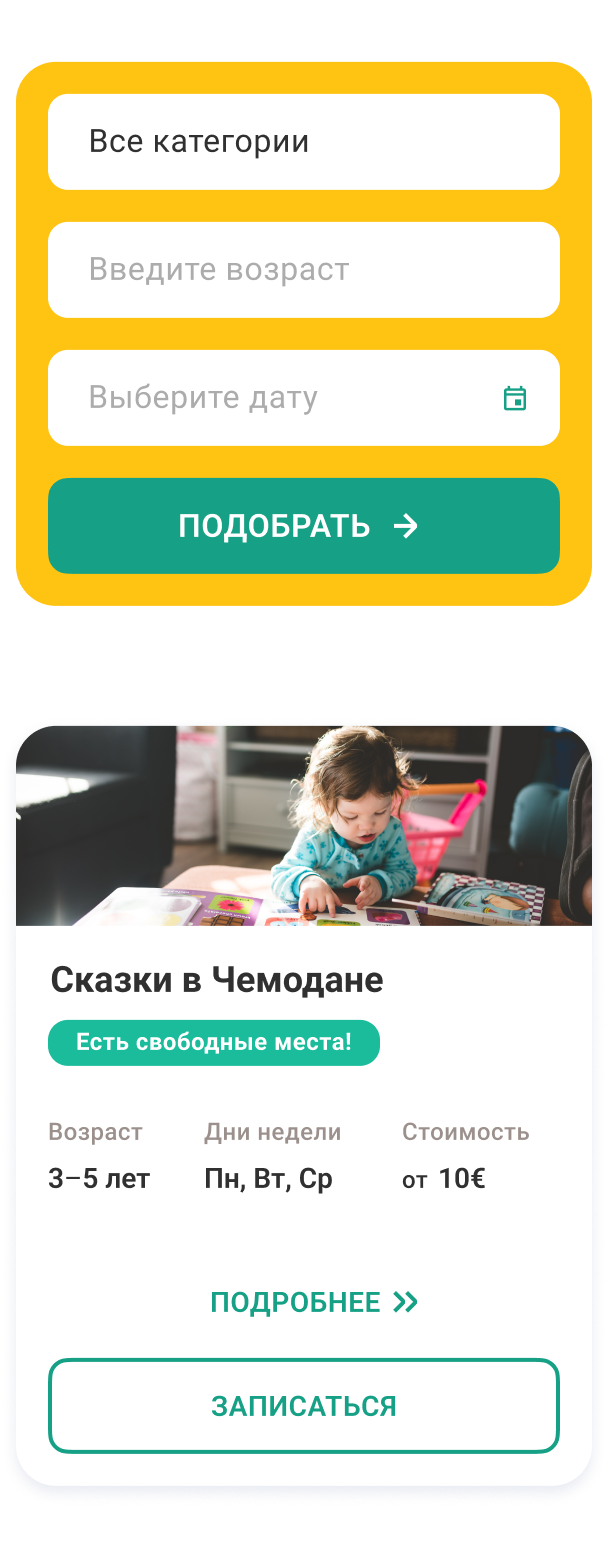 Все категории
Введите возраст
Выберите дату
ПОДОБРАТЬ
Сказки в Чемодане
Есть свободные места!
Возраст Дни недели Стоимость
3–5 лет Пн, Вт, Ср от 10€
ПОДРОБНЕЕ
ЗАПИСАТЬСЯ